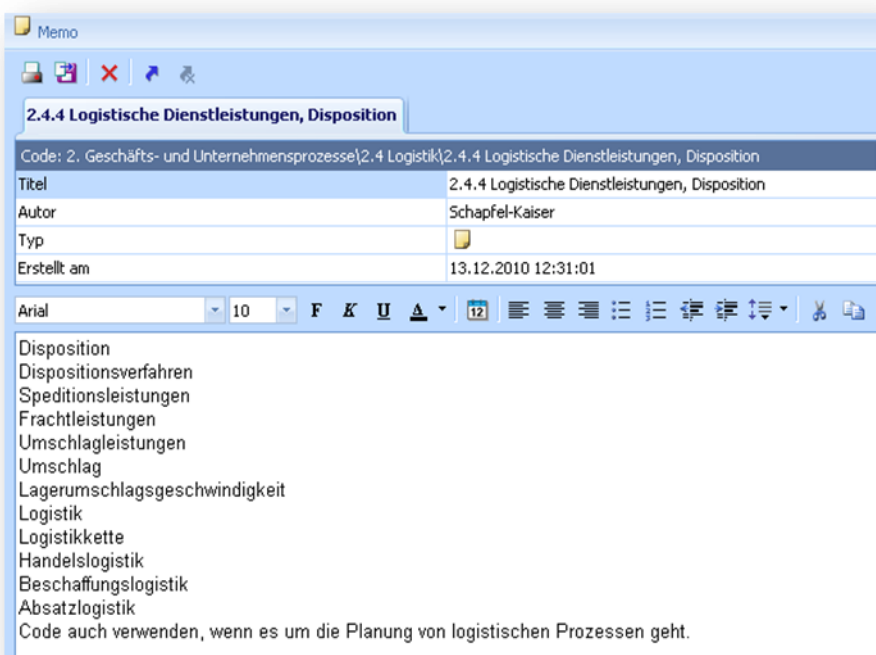 Memo
2.4.4 Logistische Dienstleistungen, Disposition
Code: 2. Geschäfts- und Unternehmensprozesse\2.4 Logistik\2.4.4 Logistische Dienstleistungen, Disposition
Titel 2.4.4 Logistische Dienstleistungen, Disposition
Autor Schapfel-Kaiser
Typ
Erstellt am 13.12.2010 12:31:01
Arial 10 F K U A 12
Disposition
Dispositionsverfahren
Speditionsleistungen
Frachtleistungen
Umschlagleistungen
Umschlag
Lagerumschlagsgeschwindigkeit
Logistik
Logistikkette
Handelslogistik
Beschaffungslogistik
Absatzlogistik
Code auch verwenden, wenn es um die Planung von logistischen Prozessen geht.